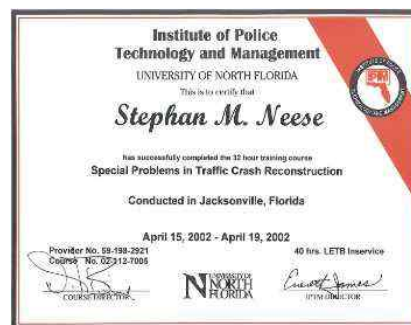 Institute of Police
Technology and Management
UNIVERSITY OF NORTH FLORIDA
This is to certify that
Stephan M. Neese
has successfully completed the 32 hour training course
Special Problems in Traffic Crash Reconstruction
Conducted in Jacksonville, Florida
April 15, 2002 - April 19, 2002
Provider No. 59-198-2921
40 hrs. LETB Inservice
Course No. 02-312-7005
COURSE DIRECTOR
N UNIVERSITY OF
NORTH
FLORIDA
IPTM DIRECTOR